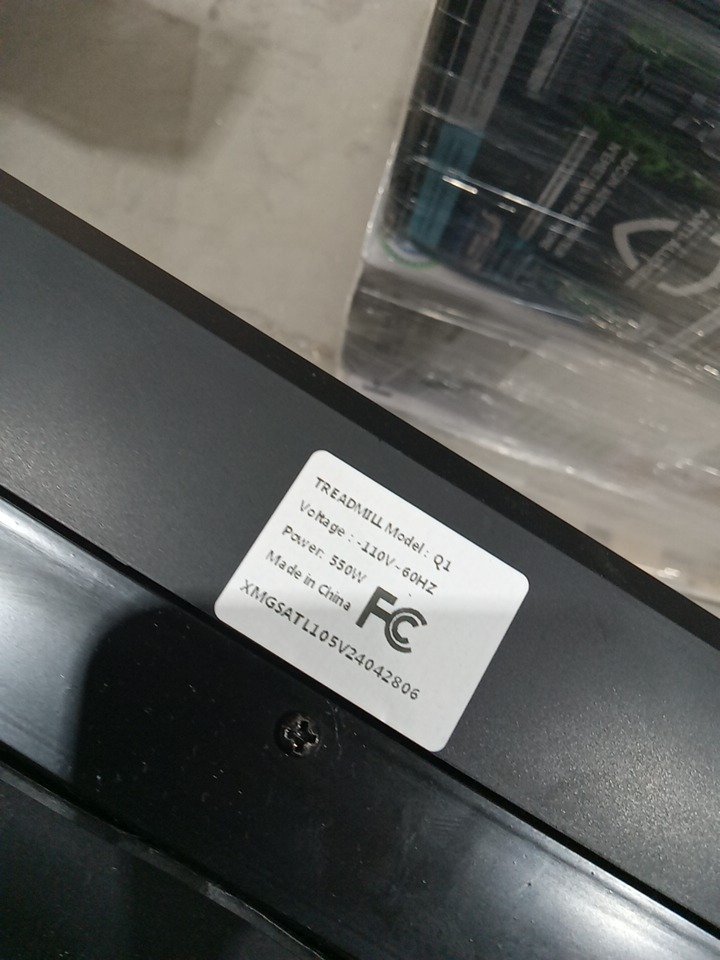 TREADMILL Model: Q1
Voltage: -110V-60HZ
Power: 550W
Made in China
FC
XMGSATL105V24042806